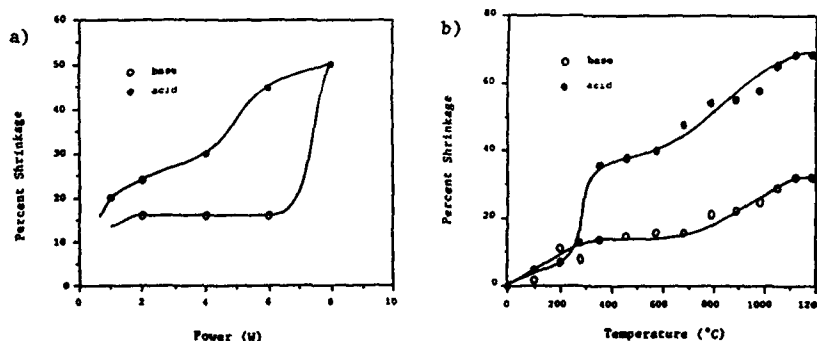 a)
60
50
40
30
20
10
0
base
acid
Percent Shrinkage
0
2
4
6
8
10
Power (W)
b)
80
60
40
20
0
base
acid
Percent Shrinkage
0
200
400
600
800
1000
120
Temperature (°C)